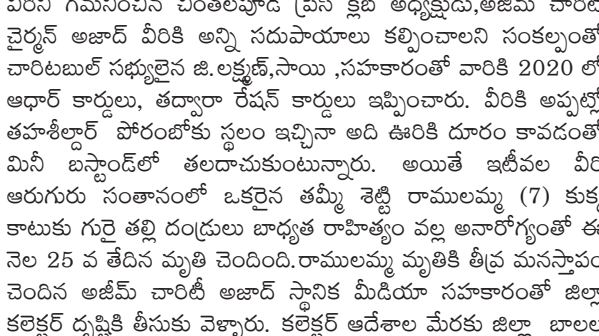 వీరిని గమనించిన చింతలపూడి ప్రెస్ క్లబ్ అధ్యక్షుడు,అజీమ్ చారిటీ
చైర్మన్ అజాద్ వీరికి అన్ని సదుపాయాలు కల్పించాలని సంకల్పంతో
చారిటబుల్ సభ్యులైన జి.లక్ష్మణ్,సాయి ,సహకారంతో వారికి 2020 లో
ఆధార్ కార్డులు, తద్వారా రేషన్ కార్డులు ఇప్పించారు. వీరికి అప్పట్లో
తహశీల్దార్ పోరంబోకు స్థలం ఇచ్చినా అది ఊరికి దూరం కావడంతో
మినీ బస్టాండ్‌లో తలదాచుకుంటున్నారు. అయితే ఇటీవల వీరి
ఆరుగురు సంతానంలో ఒకరైన తమ్మి శెట్టి రాములమ్మ (7) కుక్క
కాటుకు గురై తల్లి దండ్రులు బాధ్యత రాహిత్యం వల్ల అనారోగ్యంతో ఈ
నెల 25 వ తేదిన మృతి చెందింది.రాములమ్మ మృతికి తీవ్ర మనస్తాపం
చెందిన అజీమ్ చారిటీ అజాద్ స్థానిక మీడియా సహకారంతో జిల్లా
కలెక్టర్ దృష్టికి తీసుకు వెళ్ళారు. కలెక్టర్ ఆదేశాల మేరకు జిల్లా బాలల